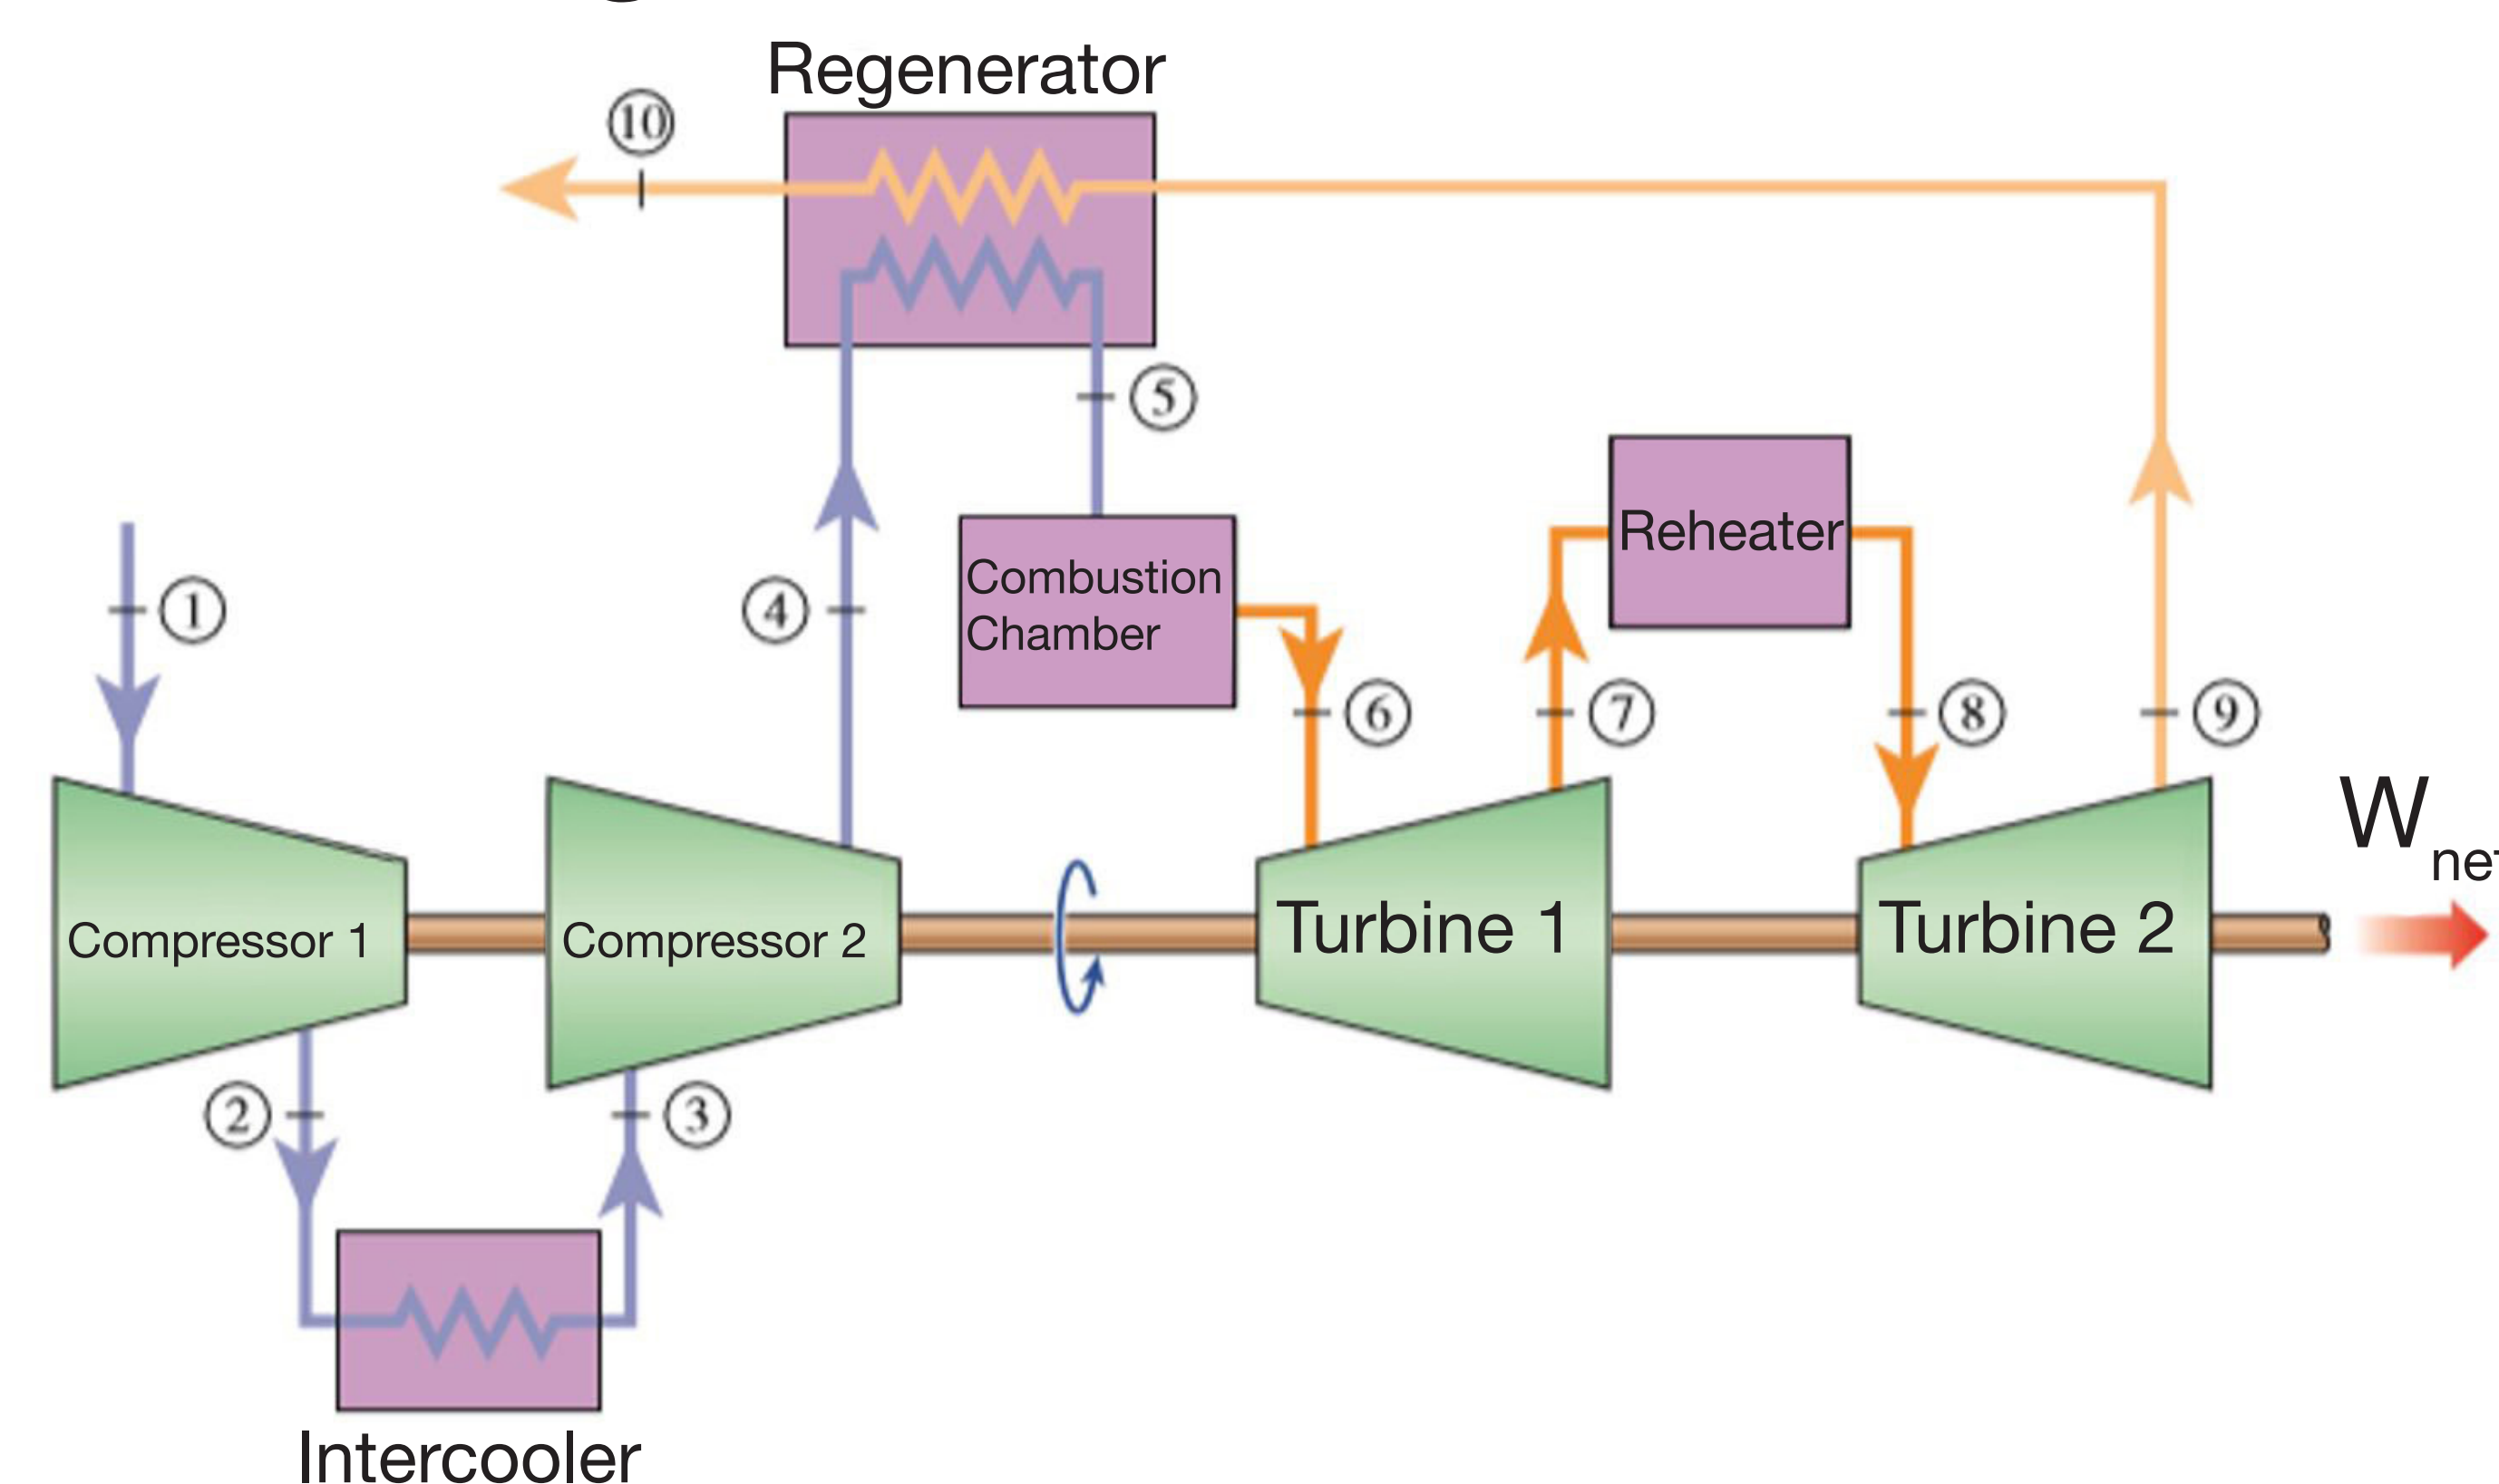 Regenerator
10
5
Reheater
Combustion
Chamber
1
4
6
7
8
9
W
net
Compressor 1
Compressor 2
Turbine 1
Turbine 2
2
3
Intercooler